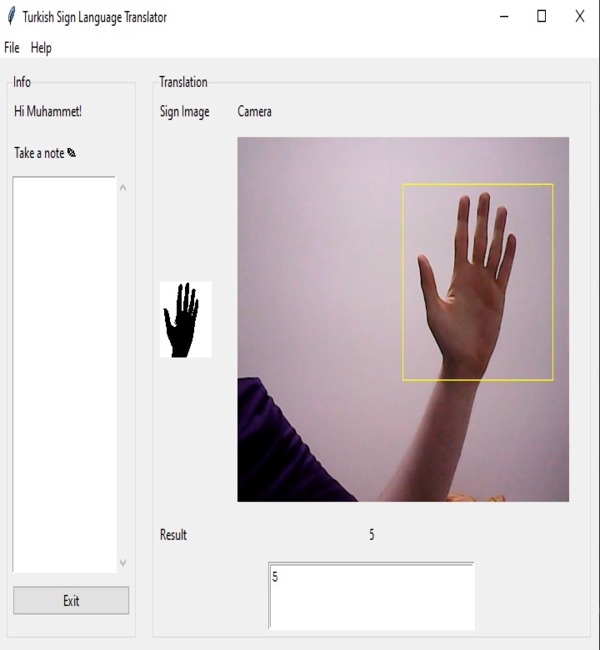 Turkish Sign Language Translator
File Help
Info
Hi Muhammet!
Take a note ✎
Exit
Translation
Sign Image Camera
Result 5
5